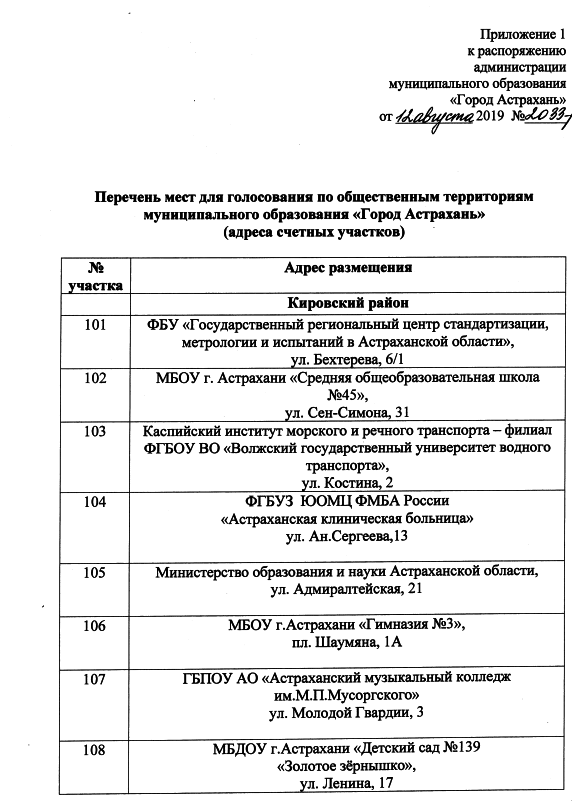 Приложение 1
к распоряжению
администрации
муниципального образования
«Город Астрахань»
от 12 августа 2019 № 2033р
Перечень мест для голосования по общественным территориям
муниципального образования «Город Астрахань»
(адреса счетных участков)
№
участка
Адрес размещения
Кировский район
101
ФБУ «Государственный региональный центр стандартизации,
метрологии и испытаний в Астраханской области»,
ул. Бехтерева, 6/1
102
МБОУ г. Астрахани «Средняя общеобразовательная школа
№45»,
ул. Сен-Симона, 31
103
Каспийский институт морского и речного транспорта – филиал
ФГБОУ ВО «Волжский государственный университет водного
транспорта»,
ул. Костина, 2
104
ФГБУЗ ЮОМЦ ФМБА России
«Астраханская клиническая больница»
ул. Ан.Сергеева,13
105
Министерство образования и науки Астраханской области,
ул. Адмиралтейская, 21
106
МБОУ г.Астрахани «Гимназия №3»,
пл. Шаумяна, 1А
107
ГБПОУ АО «Астраханский музыкальный колледж
им.М.П.Мусоргского»
ул. Молодой Гвардии, 3
108
МБДОУ г.Астрахани «Детский сад №139
«Золотое зёрнышко»,
ул. Ленина, 17